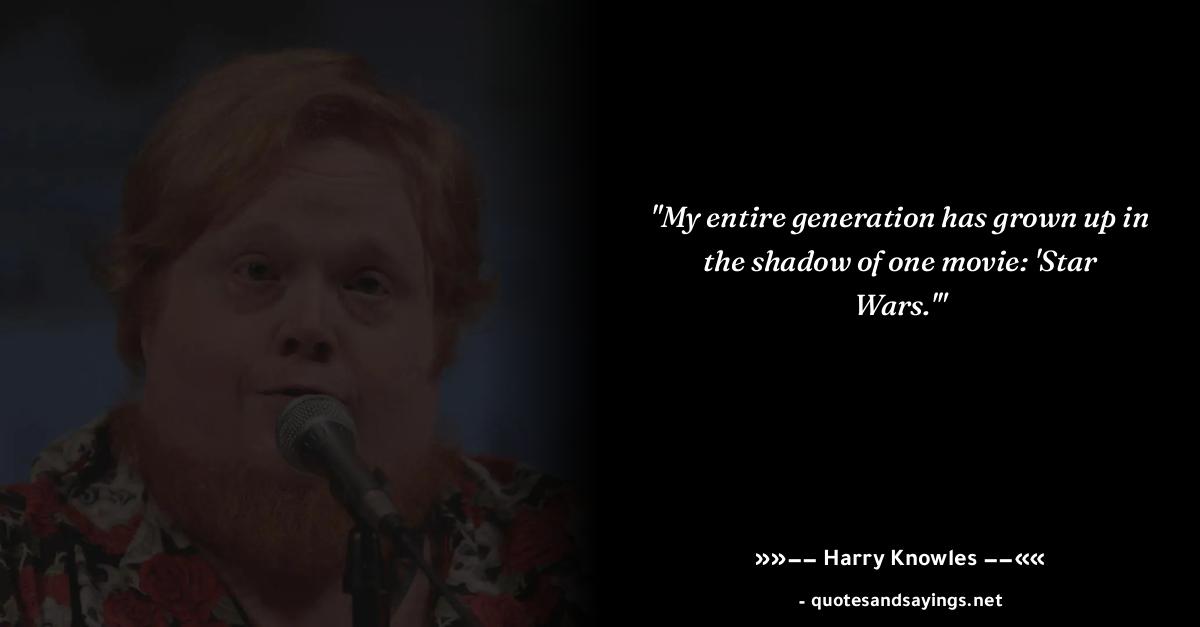 "My entire generation has grown up in
the shadow of one movie: 'Star
Wars.'"
»»−− Harry Knowles −−««
- quotesandsayings.net